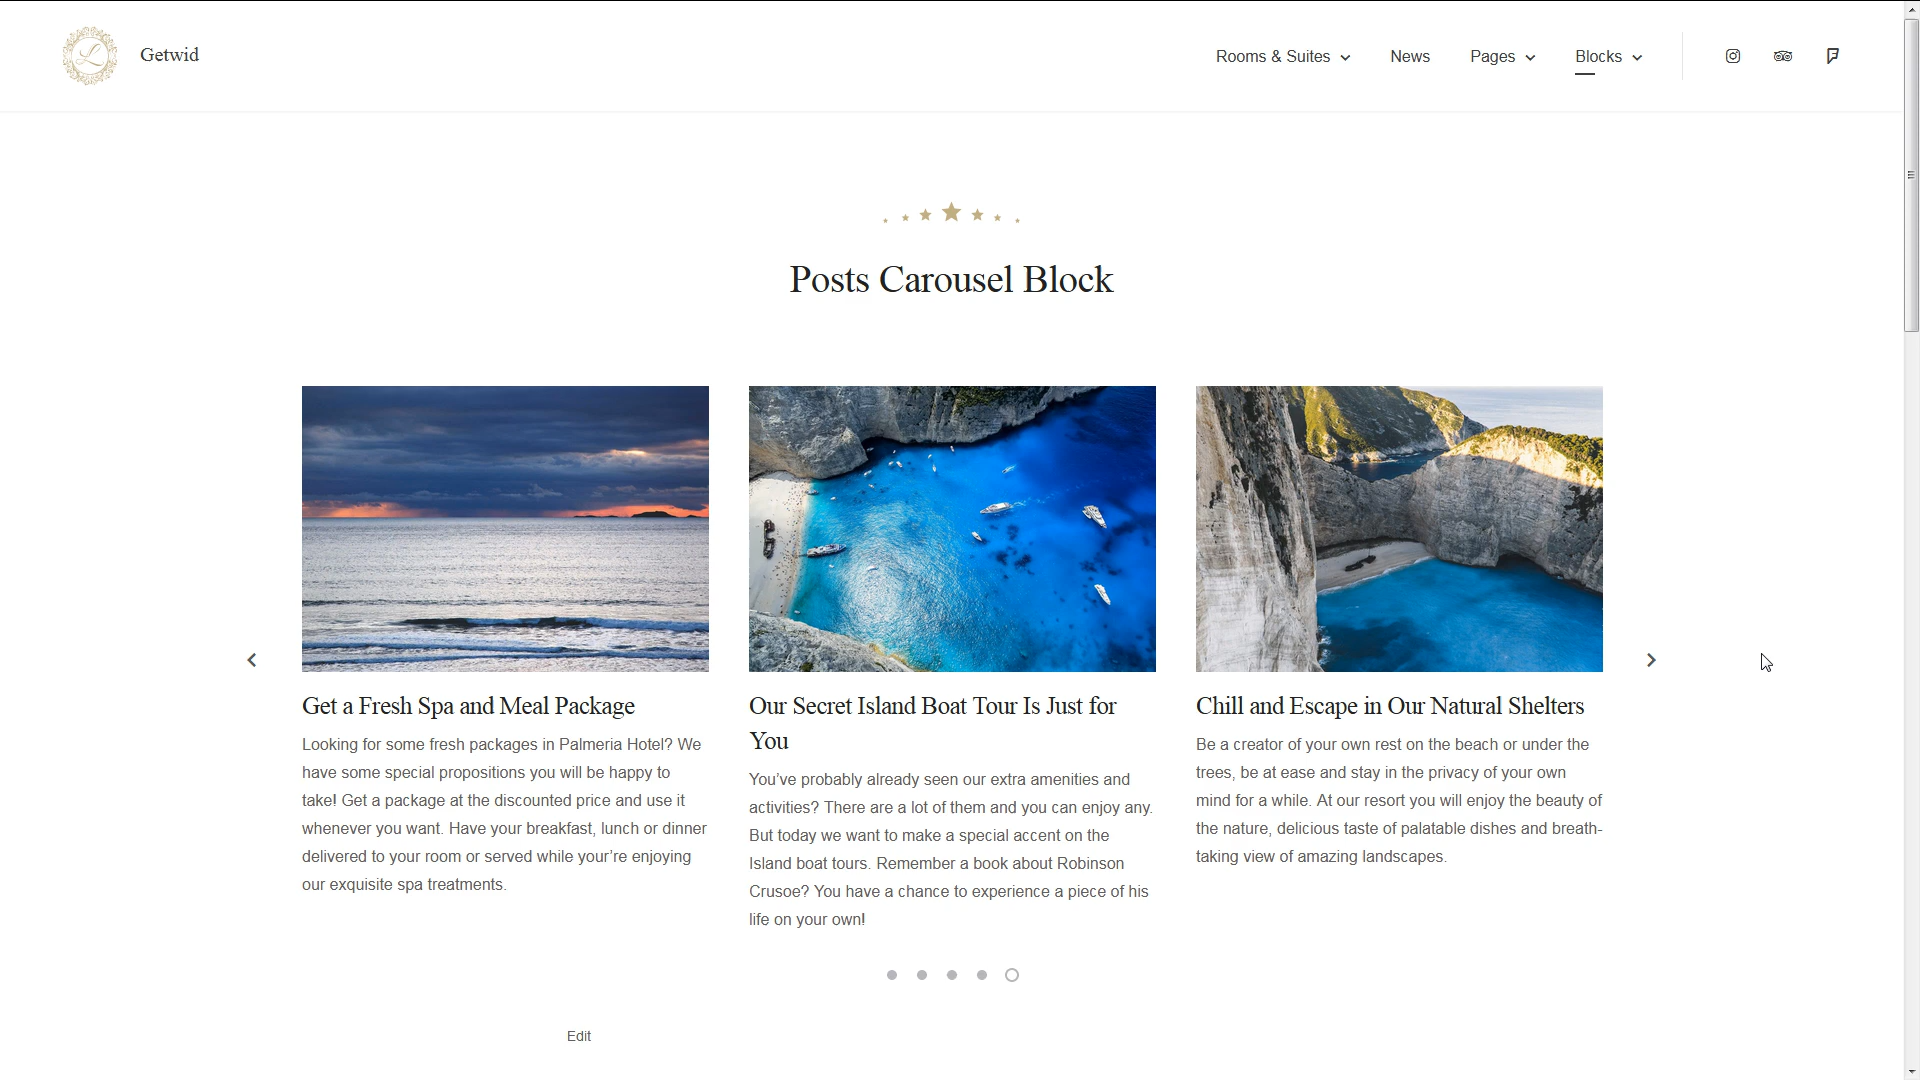 Getwid
Rooms & Suites
News
Pages
Blocks
Posts Carousel Block
Get a Fresh Spa and Meal Package
Looking for some fresh packages in Palmeria Hotel? We
have some special propositions you will be happy to
take! Get a package at the discounted price and use it
whenever you want. Have your breakfast, lunch or dinner
delivered to your room or served while your’re enjoying
our exquisite spa treatments.
Our Secret Island Boat Tour Is Just for
You
You’ve probably already seen our extra amenities and
activities? There are a lot of them and you can enjoy any.
But today we want to make a special accent on the
Island boat tours. Remember a book about Robinson
Crusoe? You have a chance to experience a piece of his
life on your own!
Chill and Escape in Our Natural Shelters
Be a creator of your own rest on the beach or under the
trees, be at ease and stay in the privacy of your own
mind for a while. At our resort you will enjoy the beauty of
the nature, delicious taste of palatable dishes and breath-
taking view of amazing landscapes.
Edit